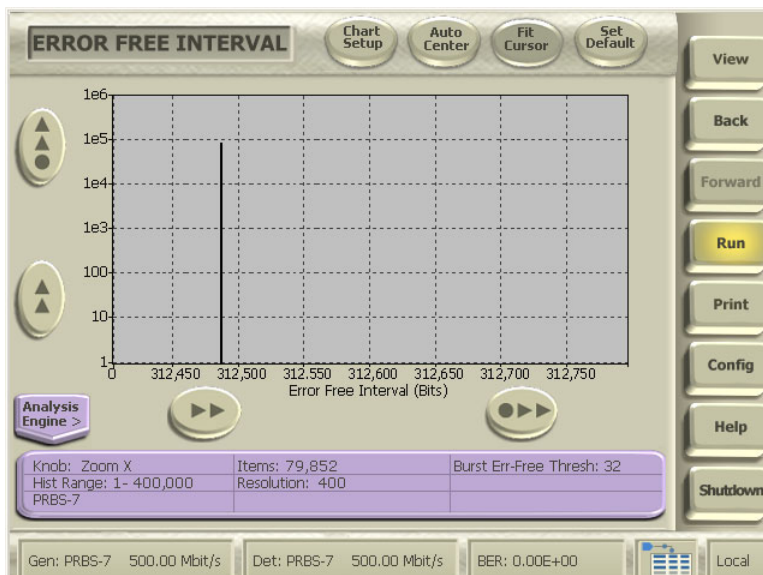 ERROR FREE INTERVAL
Chart
Setup
Auto
Center
Fit
Cursor
Set
Default
View
Back
Forward
Run
Print
Config
Help
Shutdown
1e6
1e5
1e4
1e3
100
10
1
0 312,450 312,500 312.550 312,600 312,650 312,700 312,750
Error Free Interval (Bits)
Analysis
Engine >
Knob: Zoom X Items: 79,852 Burst Err-Free Thresh: 32
Hist Range: 1- 400,000 Resolution: 400
PRBS-7
Gen: PRBS-7 500.00 Mbit/s Det: PRBS-7 500.00 Mbit/s BER: 0.00E+00 Local